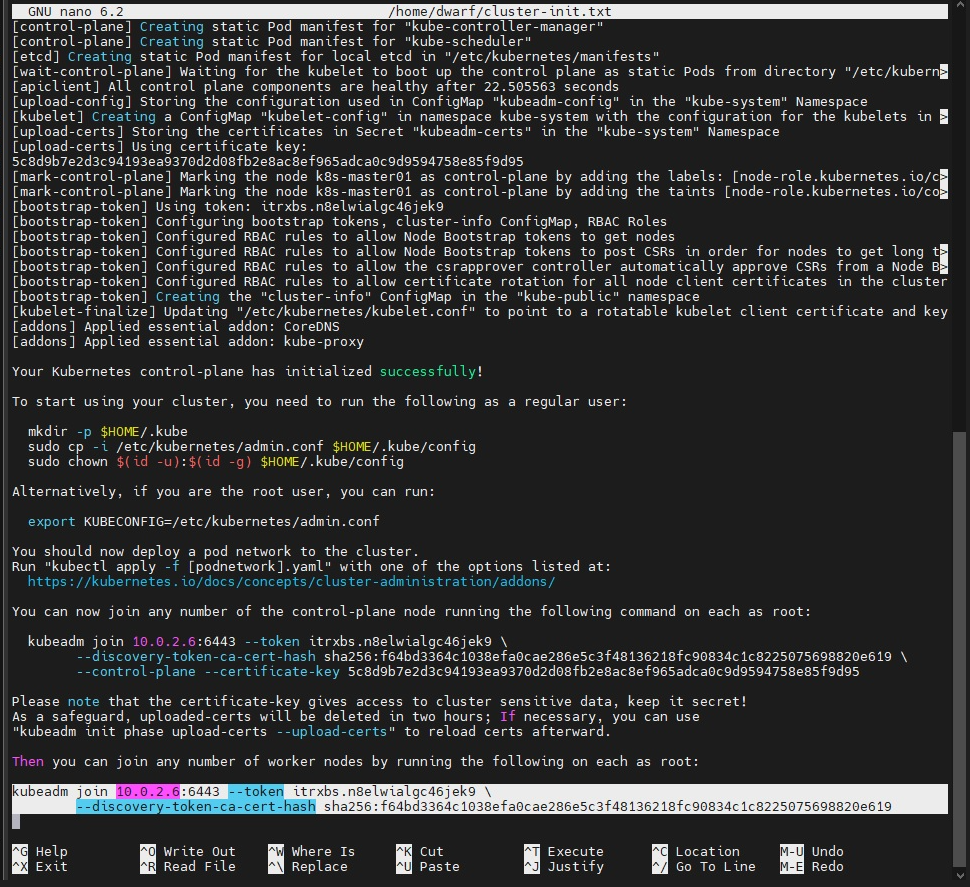 GNU nano 6.2 /home/dwarf/cluster-init.txt
[control-plane] Creating static Pod manifest for "kube-controller-manager"
[control-plane] Creating static Pod manifest for "kube-scheduler"
[etcd] Creating static Pod manifest for local etcd in "/etc/kubernetes/manifests"
[wait-control-plane] Waiting for the kubelet to boot up the control plane as static Pods from directory "/etc/kubern>
[apiclient] All control plane components are healthy after 22.505563 seconds
[upload-config] Storing the configuration used in ConfigMap "kubeadm-config" in the "kube-system" Namespace
[kubelet] Creating a ConfigMap "kubelet-config" in namespace kube-system with the configuration for the kubelets in >
[upload-certs] Storing the certificates in Secret "kubeadm-certs" in the "kube-system" Namespace
[upload-certs] Using certificate key:
5c8d9b7e2d3c94193ea9370d2d08fb2e8ac8ef965adca0c9d9594758e85f9d95
[mark-control-plane] Marking the node k8s-master01 as control-plane by adding the labels: [node-role.kubernetes.io/c>
[mark-control-plane] Marking the node k8s-master01 as control-plane by adding the taints [node-role.kubernetes.io/co>
[bootstrap-token] Using token: itrxbs.n8elwialgc46jek9
[bootstrap-token] Configuring bootstrap tokens, cluster-info ConfigMap, RBAC Roles
[bootstrap-token] Configured RBAC rules to allow Node Bootstrap tokens to get nodes
[bootstrap-token] Configured RBAC rules to allow Node Bootstrap tokens to post CSRs in order for nodes to get long t>
[bootstrap-token] Configured RBAC rules to allow the csrapprover controller automatically approve CSRs from a Node B>
[bootstrap-token] Configured RBAC rules to allow certificate rotation for all node client certificates in the cluster
[bootstrap-token] Creating the "cluster-info" ConfigMap in the "kube-public" namespace
[kubelet-finalize] Updating "/etc/kubernetes/kubelet.conf" to point to a rotatable kubelet client certificate and key
[addons] Applied essential addon: CoreDNS
[addons] Applied essential addon: kube-proxy
Your Kubernetes control-plane has initialized successfully!
To start using your cluster, you need to run the following as a regular user:
mkdir -p $HOME/.kube
sudo cp -i /etc/kubernetes/admin.conf $HOME/.kube/config
sudo chown $(id -u):$(id -g) $HOME/.kube/config
Alternatively, if you are the root user, you can run:
export KUBECONFIG=/etc/kubernetes/admin.conf
You should now deploy a pod network to the cluster.
Run "kubectl apply -f [podnetwork].yaml" with one of the options listed at:
https://kubernetes.io/docs/concepts/cluster-administration/addons/
You can now join any number of the control-plane node running the following command on each as root:
kubeadm join 10.0.2.6:6443 --token itrxbs.n8elwialgc46jek9 \
--discovery-token-ca-cert-hash sha256:f64bd3364c1038efa0cae286e5c3f48136218fc90834c1c8225075698820e619 \
--control-plane --certificate-key 5c8d9b7e2d3c94193ea9370d2d08fb2e8ac8ef965adca0c9d9594758e85f9d95
Please note that the certificate-key gives access to cluster sensitive data, keep it secret!
As a safeguard, uploaded-certs will be deleted in two hours; If necessary, you can use
"kubeadm init phase upload-certs --upload-certs" to reload certs afterward.
Then you can join any number of worker nodes by running the following on each as root:
kubeadm join 10.0.2.6:6443 --token itrxbs.n8elwialgc46jek9 \
--discovery-token-ca-cert-hash sha256:f64bd3364c1038efa0cae286e5c3f48136218fc90834c1c8225075698820e619
^G Help ^O Write Out ^W Where Is ^K Cut ^T Execute ^C Location M-U Undo
^X Exit ^R Read File ^\ Replace ^U Paste ^J Justify ^/ Go To Line M-E Redo